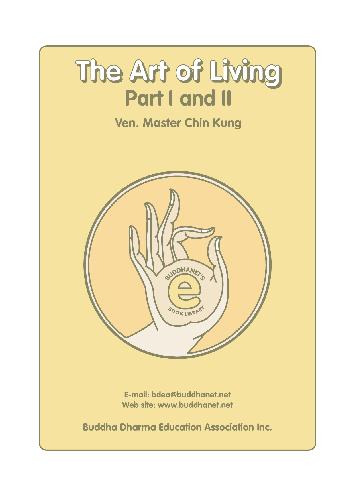 The Art of Living
Part I and II
Ven. Master Chin Kung
BUDDHANET'S
e
BOOK LIBRARY
E-mail: bdea@buddhanet.net
Web site: www.buddhanet.net
Buddha Dharma Education Association Inc.